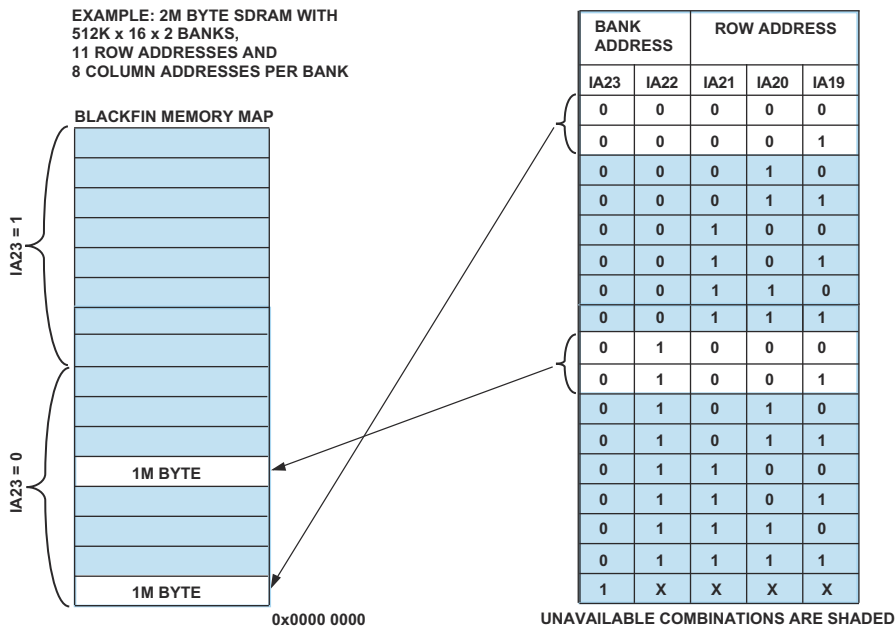 EXAMPLE: 2M BYTE SDRAM WITH
512K x 16 x 2 BANKS,
11 ROW ADDRESSES AND
8 COLUMN ADDRESSES PER BANK
BLACKFIN MEMORY MAP
IA23 = 1
IA23 = 0
1M BYTE
1M BYTE
0x0000 0000
BANK ADDRESS ROW ADDRESS
IA23 IA22 IA21 IA20 IA19
0 0 0 0 0
0 0 0 0 1
0 0 0 1 0
0 0 0 1 1
0 0 1 0 0
0 0 1 0 1
0 0 1 1 0
0 0 1 1 1
0 1 0 0 0
0 1 0 0 1
0 1 0 1 0
0 1 0 1 1
0 1 1 0 0
0 1 1 0 1
0 1 1 1 0
0 1 1 1 1
1 X X X X
UNAVAILABLE COMBINATIONS ARE SHADED